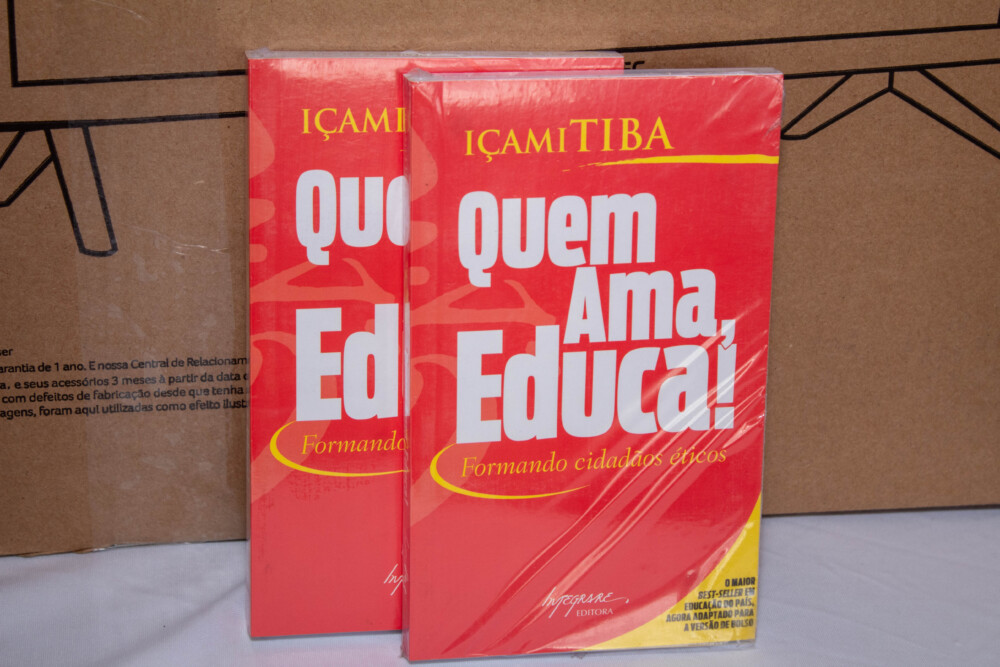 IÇAMI
Que
Ed
Formando
IÇAMI TIBA
Quem
Ama,
Educa!
Formando cidadãos éticos
INTEGRARE
EDITORA
O MAIOR
BEST-SELLER EM
EDUCAÇÃO DO PAÍS,
AGORA ADAPTADO PARA
A VERSÃO DE BOLSO
arantia de 1 ano. E nossa Central de Relacionam
a. e seus acessórios 3 meses à partir da data d
com defeitos de fabricação desde que tenha
agens, foram aqui utilizadas como efeito ilust